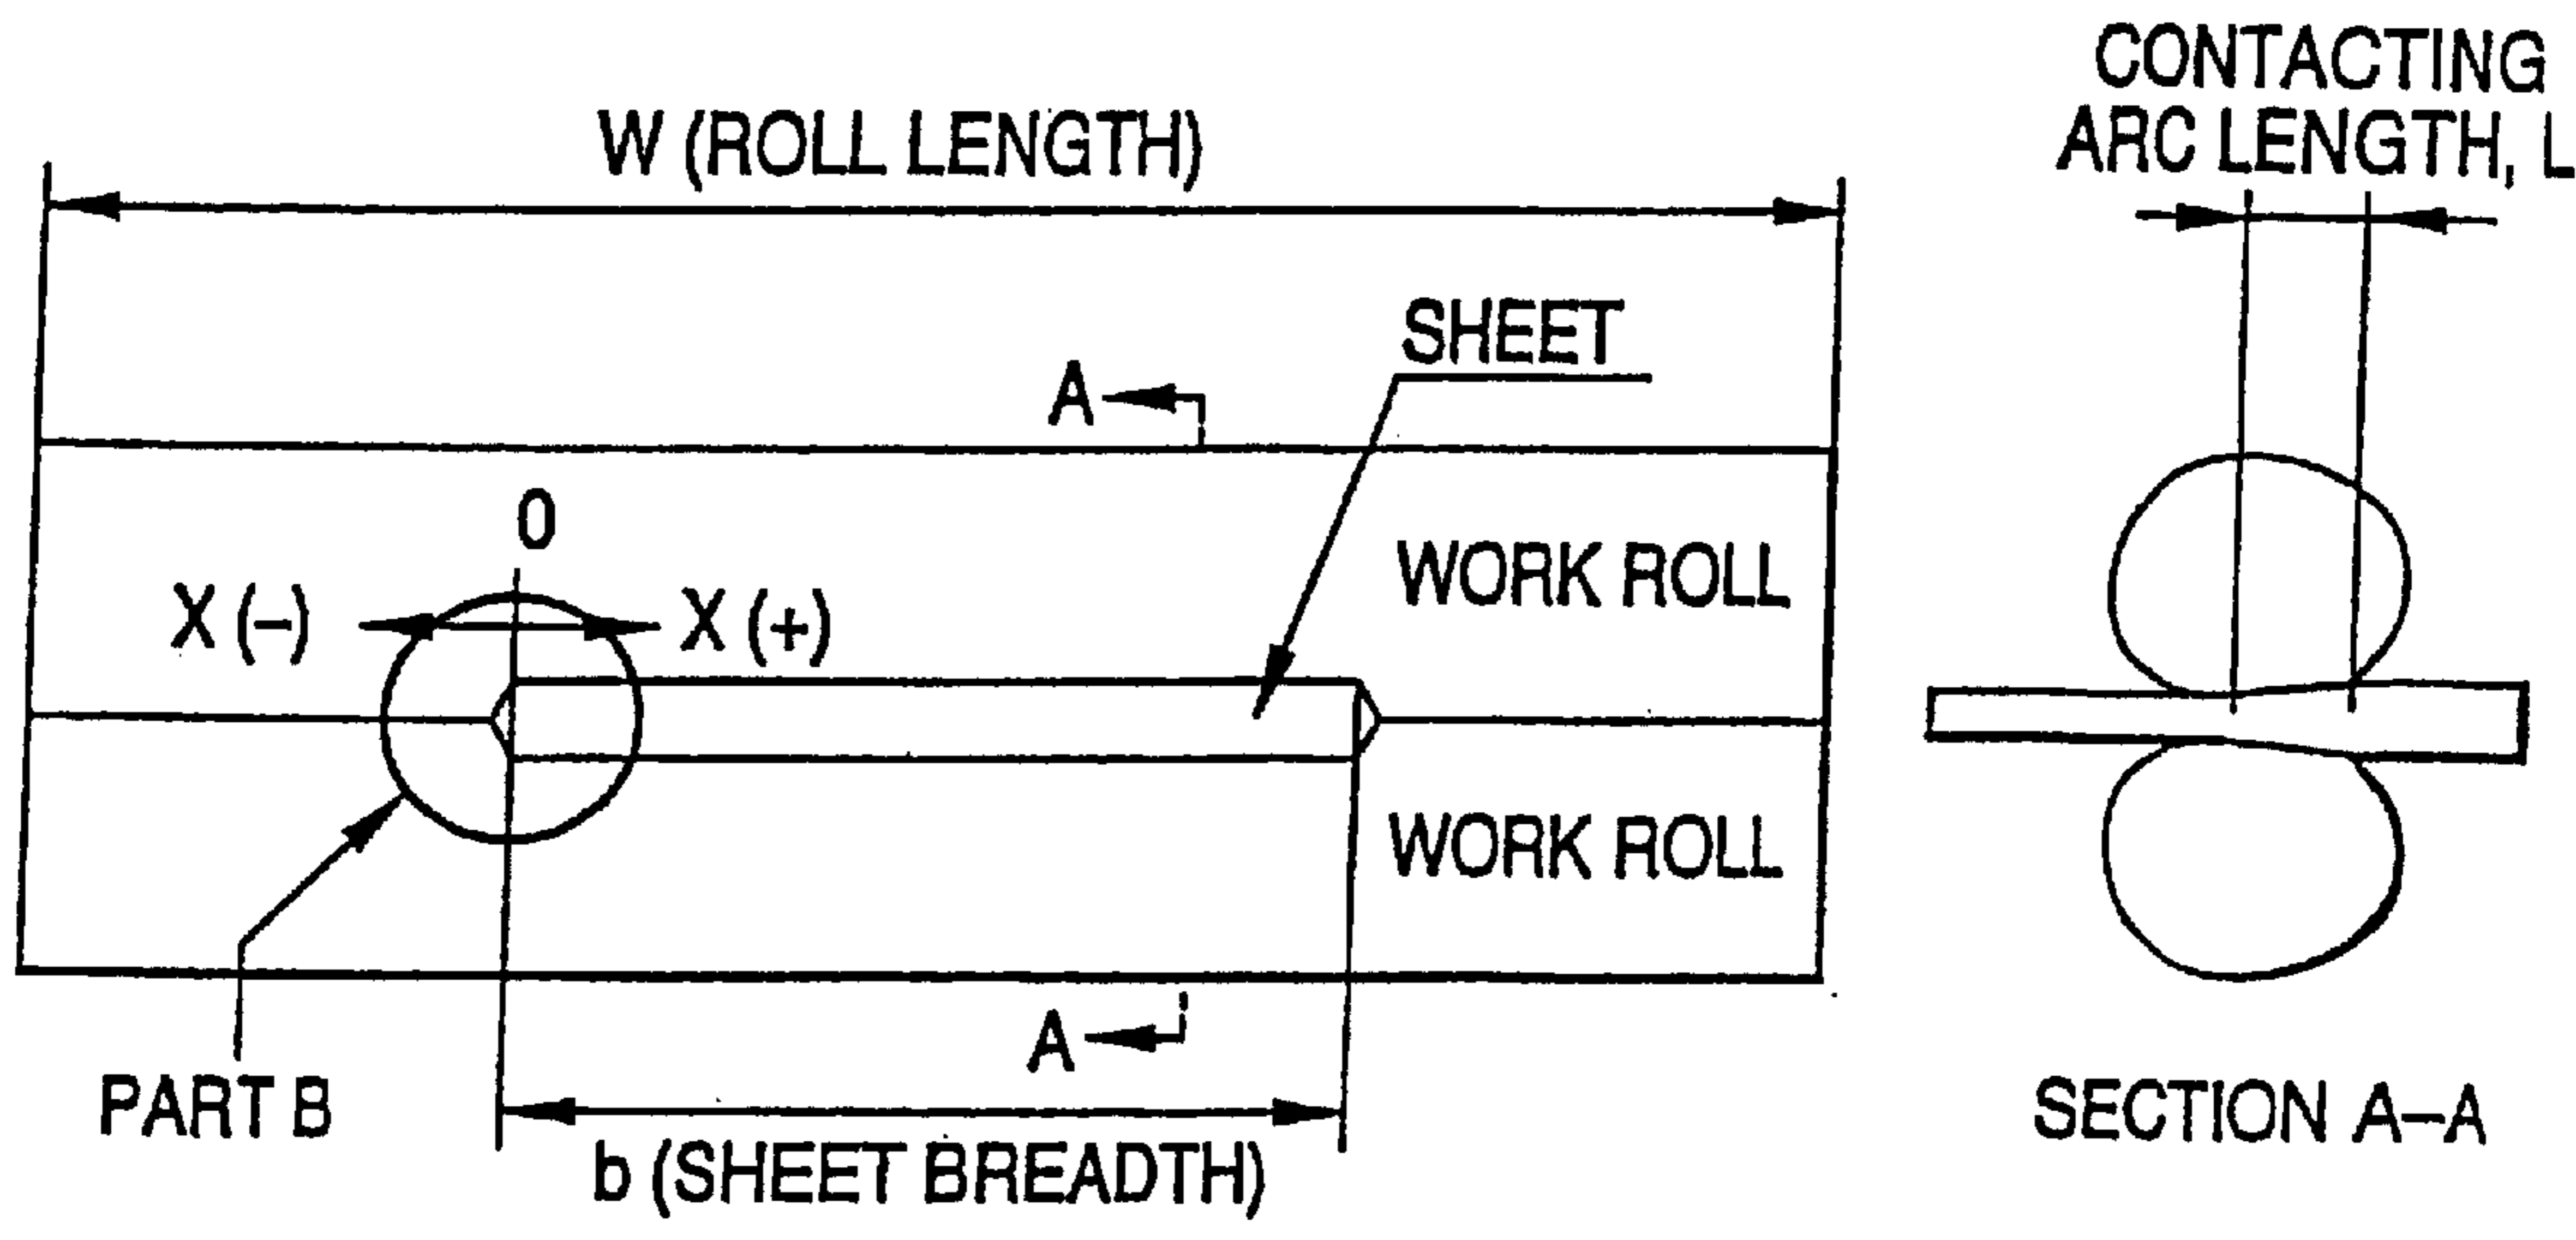 CONTACTING
ARC LENGTH, L
W (ROLL LENGTH)
SHEET
A
0
WORK ROLL
X (–)
X (+)
WORK ROLL
A
PART B
SECTION A–A
b (SHEET BREADTH)